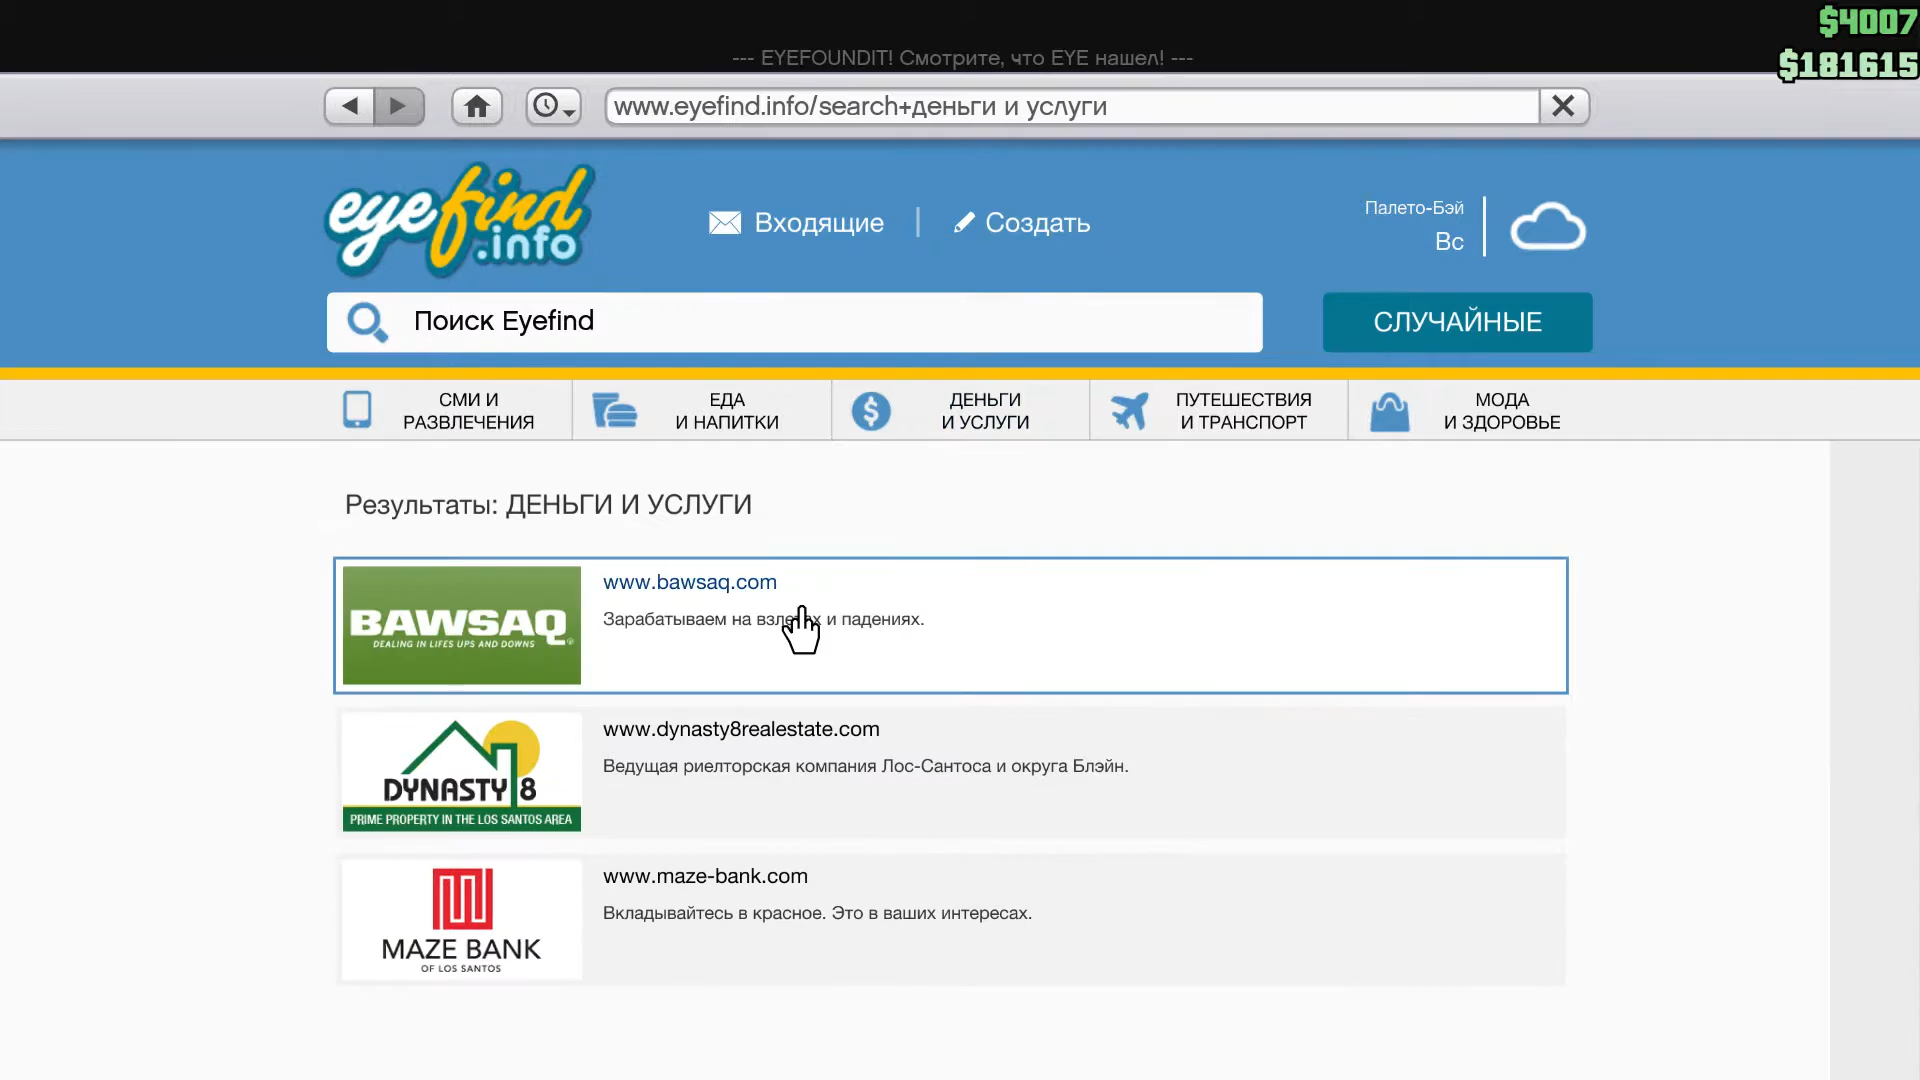 $4007
--- EYEFOUNDIT! Смотрите, что EYE нашел! ---
$181615
www.eyefind.info/search+деньги и услуги
eyefind
.info
Входящие
Создать
Палето-Бэй
Вс
Поиск Eyefind
СЛУЧАЙНЫЕ
СМИ И
РАЗВЛЕЧЕНИЯ
ЕДА
И НАПИТКИ
ДЕНЬГИ
И УСЛУГИ
ПУТЕШЕСТВИЯ
И ТРАНСПОРТ
МОДА
И ЗДОРОВЬЕ
Результаты: ДЕНЬГИ И УСЛУГИ
BAWSAQ
DEALING IN LIFES UPS AND DOWNS
www.bawsaq.com
Зарабатываем на взлетах и падениях.
DYNASTY 8
PRIME PROPERTY IN THE LOS SANTOS AREA
www.dynasty8realestate.com
Ведущая риелторская компания Лос-Сантоса и округа Блэйн.
MAZE BANK
OF LOS SANTOS
www.maze-bank.com
Вкладывайтесь в красное. Это в ваших интересах.